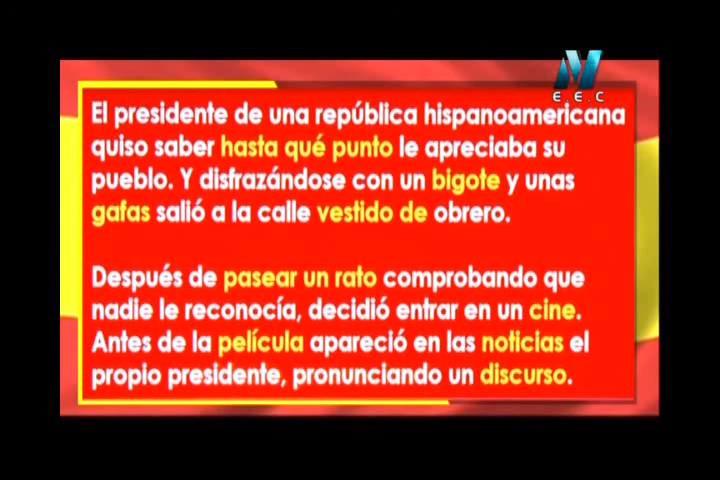 E.E.C
El presidente de una república hispanoamericana
quiso saber hasta qué punto le apreciaba su
pueblo. Y disfrazándose con un bigote y unas
gafas salió a la calle vestido de obrero.
Después de pasear un rato comprobando que
nadie le reconocía, decidió entrar en un cine.
Antes de la película apareció en las noticias el
propio presidente, pronunciando un discurso.